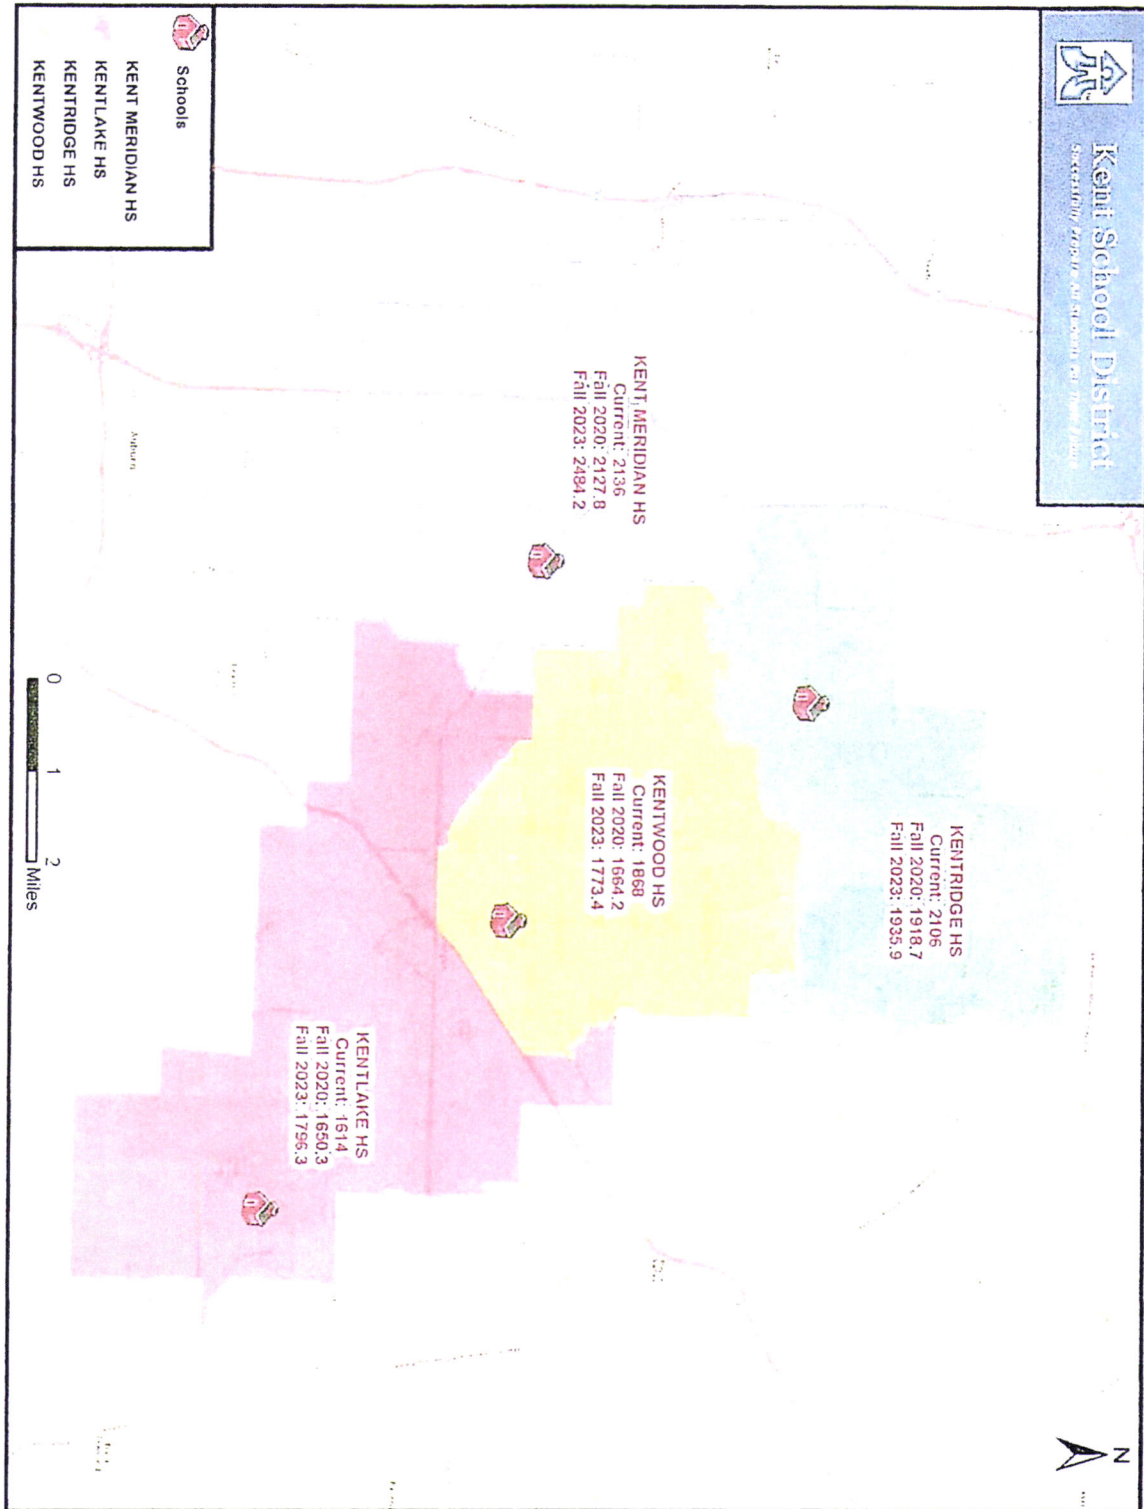 Kent School District
KENT MERIDIAN HS
Current: 2136
Fall 2020: 2127.8
Fall 2023: 2484.2
KENTRIDGE HS
Current: 2106
Fall 2020: 1918.7
Fall 2023: 1935.9
KENTWOOD HS
Current: 1868
Fall 2020: 1664.2
Fall 2023: 1773.4
KENTLAKE HS
Current: 1614
Fall 2020: 1650.3
Fall 2023: 1796.3
N
Auburn
Schools
KENT MERIDIAN HS
KENTLAKE HS
KENTRIDGE HS
KENTWOOD HS
0 1 2 Miles